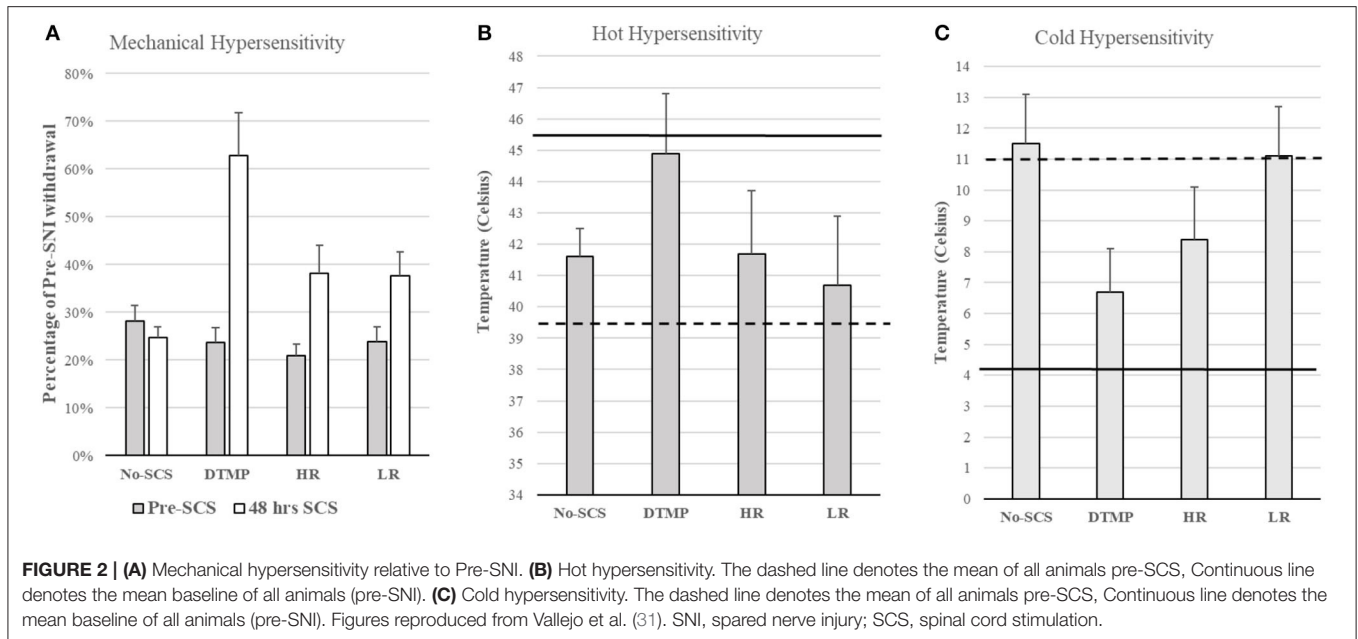 A
Mechanical Hypersensitivity
Percentage of Pre-SNI withdrawal
80%
70%
60%
50%
40%
30%
20%
10%
0%
No-SCS DTMP HR LR
Pre-SCS 48 hrs SCS
B
Hot Hypersensitivity
Temperature (Celsius)
48
47
46
45
44
43
42
41
40
39
38
37
36
35
34
No-SCS DTMP HR LR
C
Cold Hypersensitivity
Temperature (Celsius)
14
13
12
11
10
9
8
7
6
5
4
3
2
1
0
No-SCS DTMP HR LR
FIGURE 2 | (A) Mechanical hypersensitivity relative to Pre-SNI. (B) Hot hypersensitivity. The dashed line denotes the mean of all animals pre-SCS, Continuous line
denotes the mean baseline of all animals (pre-SNI). (C) Cold hypersensitivity. The dashed line denotes the mean of all animals pre-SCS, Continuous line denotes the
mean baseline of all animals (pre-SNI). Figures reproduced from Vallejo et al. (31). SNI, spared nerve injury; SCS, spinal cord stimulation.